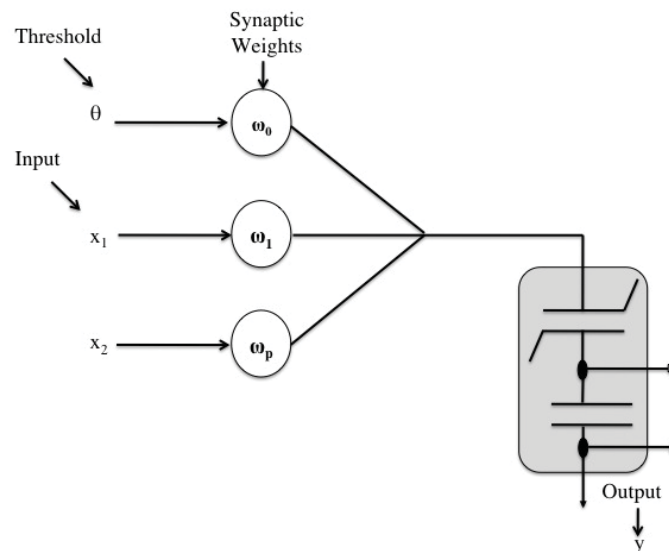 Synaptic
Weights
Threshold
θ
ω0
Input
x1
ω1
x2
ωp
Output
y